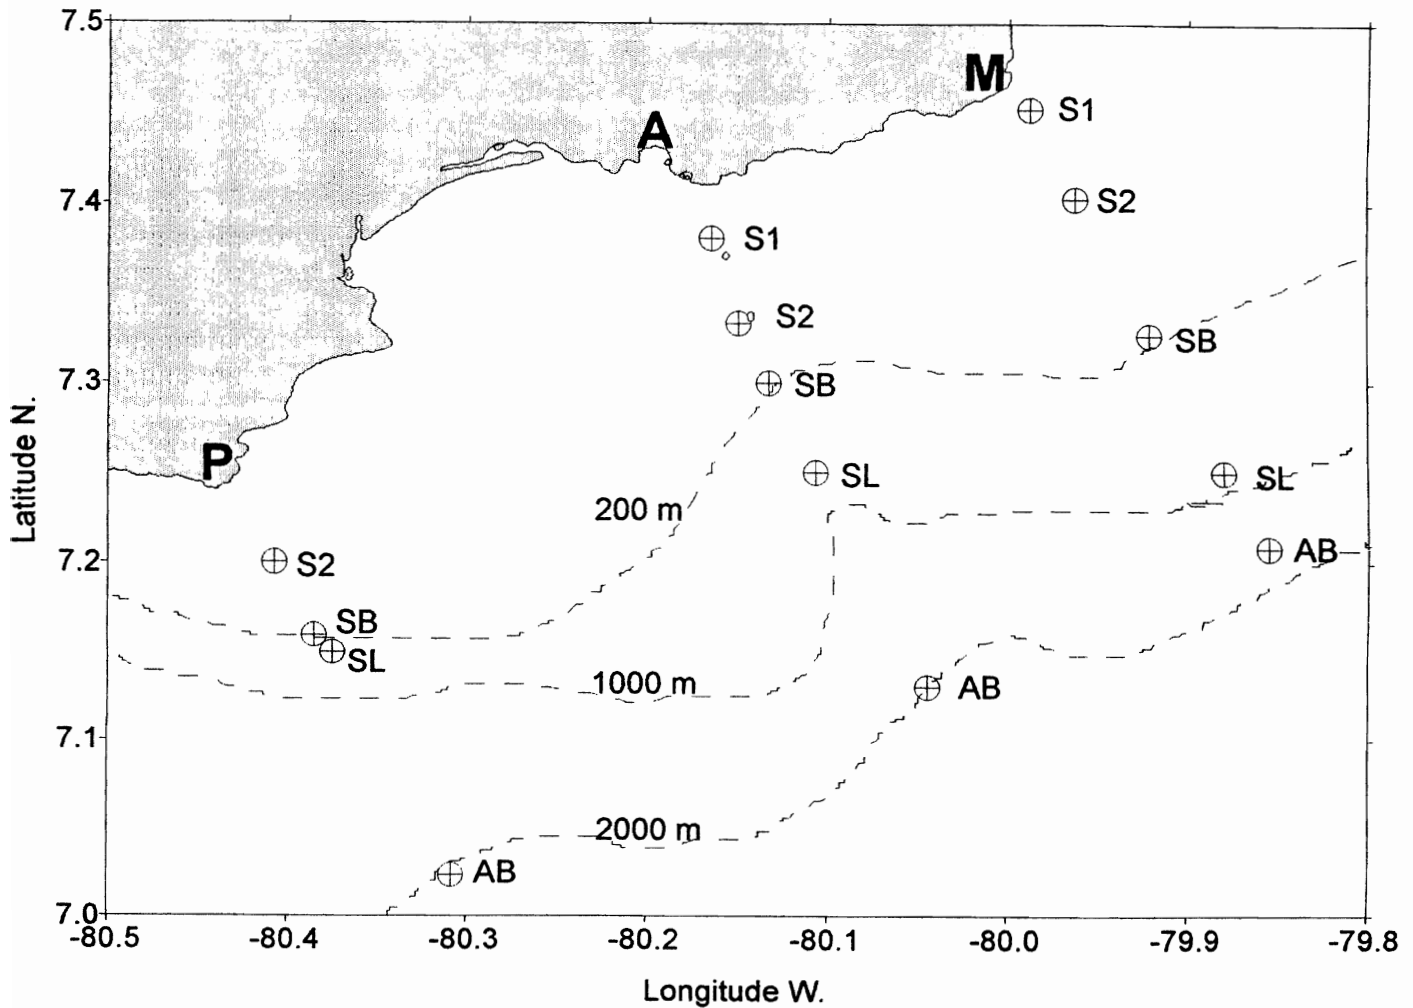 7.5
M
S1
A
7.4
S2
S1
S2
SB
7.3
SB
Latitude N.
P
SL
SL
200 m
7.2
S2
AB
SB
SL
1000 m
AB
7.1
2000 m
AB
7.0
-80.5 -80.4 -80.3 -80.2 -80.1 -80.0 -79.9 -79.8
Longitude W.